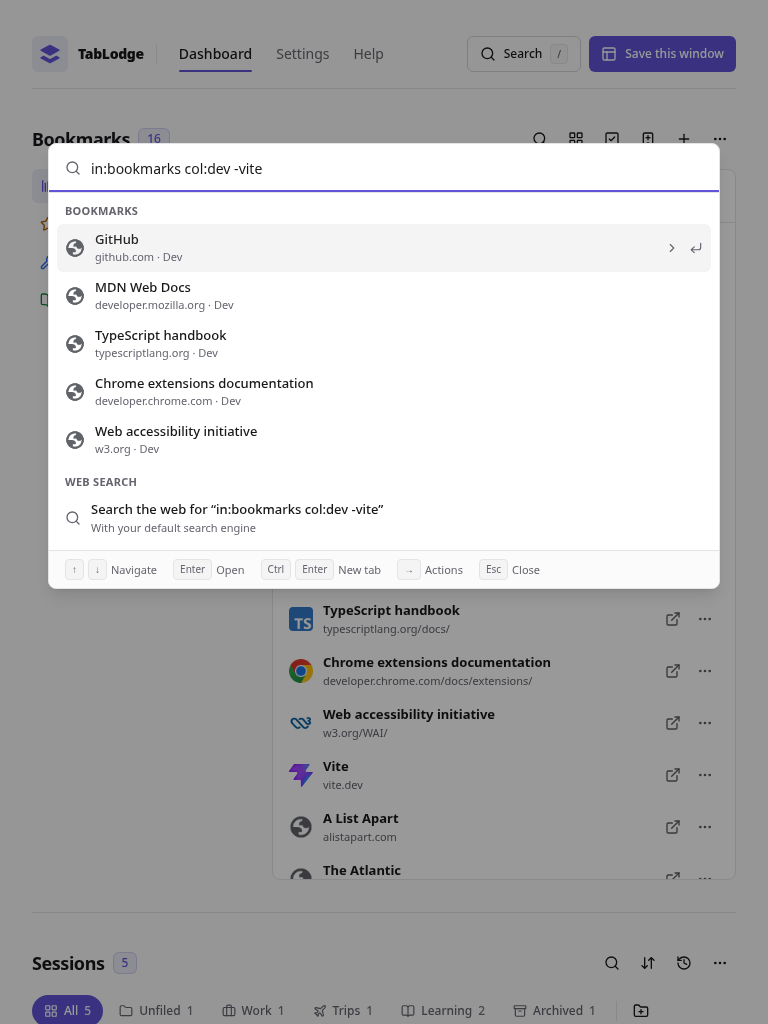 TabLodge
Dashboard
Settings
Help
Search /
Save this window
Bookmarks 16
in:bookmarks col:dev -vite
BOOKMARKS
GitHub
github.com · Dev
MDN Web Docs
developer.mozilla.org · Dev
TypeScript handbook
typescriptlang.org · Dev
Chrome extensions documentation
developer.chrome.com · Dev
Web accessibility initiative
w3.org · Dev
WEB SEARCH
Search the web for “in:bookmarks col:dev -vite”
With your default search engine
↑ ↓ Navigate Enter Open Ctrl Enter New tab → Actions Esc Close
TS
TypeScript handbook
typescriptlang.org/docs/
Chrome extensions documentation
developer.chrome.com/docs/extensions/
Web accessibility initiative
w3.org/WAI/
Vite
vite.dev
A List Apart
alistapart.com
The Atlantic
Sessions 5
All 5
Unfiled 1
Work 1
Trips 1
Learning 2
Archived 1